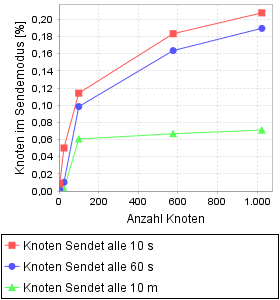 0,20
0,18
0,16
0,14
0,12
0,10
0,08
0,06
0,04
0,02
0,00
Knoten im Sendemodus [%]
0 200 400 600 800 1.000
Anzahl Knoten
Knoten Sendet alle 10 s
Knoten Sendet alle 60 s
Knoten Sendet alle 10 m